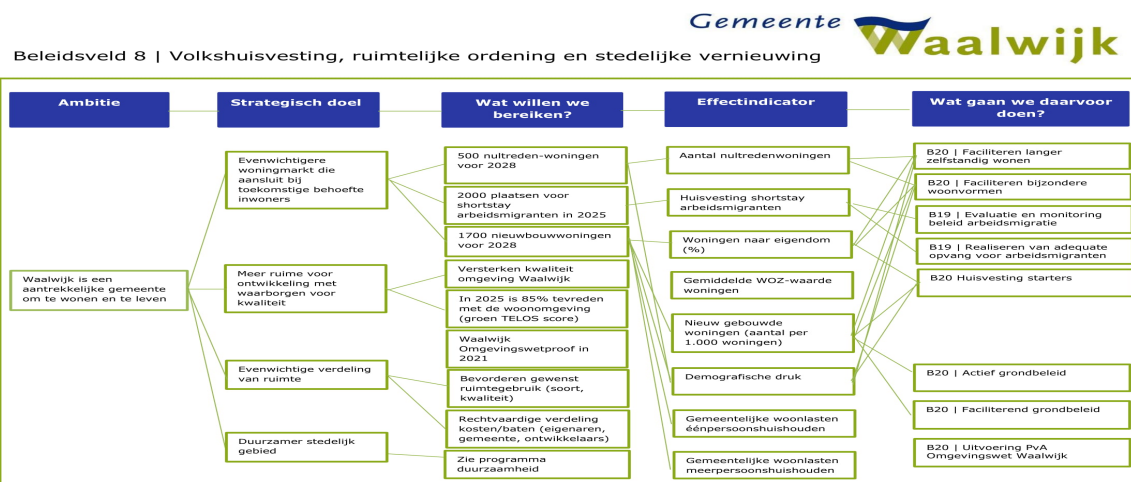 Gemeente
Waalwijk
Beleidsveld 8 | Volkshuisvesting, ruimtelijke ordening en stedelijke vernieuwing
Ambitie
Strategisch doel
Wat willen we
bereiken?
Effectindicator
Wat gaan we daarvoor
doen?
Waalwijk is een
aantrekkelijke gemeente
om te wonen en te leven
Evenwichtigere
woningmarkt die
aansluit bij
toekomstige behoefte
inwoners
Meer ruime voor
ontwikkeling met
waarborgen voor
kwaliteit
Evenwichtige verdeling
van ruimte
Duurzamer stedelijk
gebied
500 nultreden-woningen
voor 2028
2000 plaatsen voor
shortstay
arbeidsmigranten in 2025
1700 nieuwbouwwoningen
voor 2028
Versterken kwaliteit
omgeving Waalwijk
In 2025 is 85% tevreden
met de woonomgeving
(groen TELOS score)
Waalwijk
Omgevingswetproof in
2021
Bevorderen gewenst
ruimtegebruik (soort,
kwaliteit)
Rechtvaardige verdeling
kosten/baten (eigenaren,
gemeente, ontwikkelaars)
Zie programma
duurzaamheid
Aantal nultredenwoningen
Huisvesting shortstay
arbeidsmigranten
Woningen naar eigendom
(%)
Gemiddelde WOZ-waarde
woningen
Nieuw gebouwde
woningen (aantal per
1.000 woningen)
Demografische druk
Gemeentelijke woonlasten
éénpersoonshuishouden
Gemeentelijke woonlasten
meerpersoonshuishouden
B20 | Faciliteren langer
zelfstandig wonen
B20 | Faciliteren bijzondere
woonvormen
B19 | Evaluatie en monitoring
beleid arbeidsmigratie
B19 | Realiseren van adequate
opvang voor arbeidsmigranten
B20 Huisvesting starters
B20 | Actief grondbeleid
B20 | Faciliterend grondbeleid
B20 | Uitvoering PvA
Omgevingswet Waalwijk